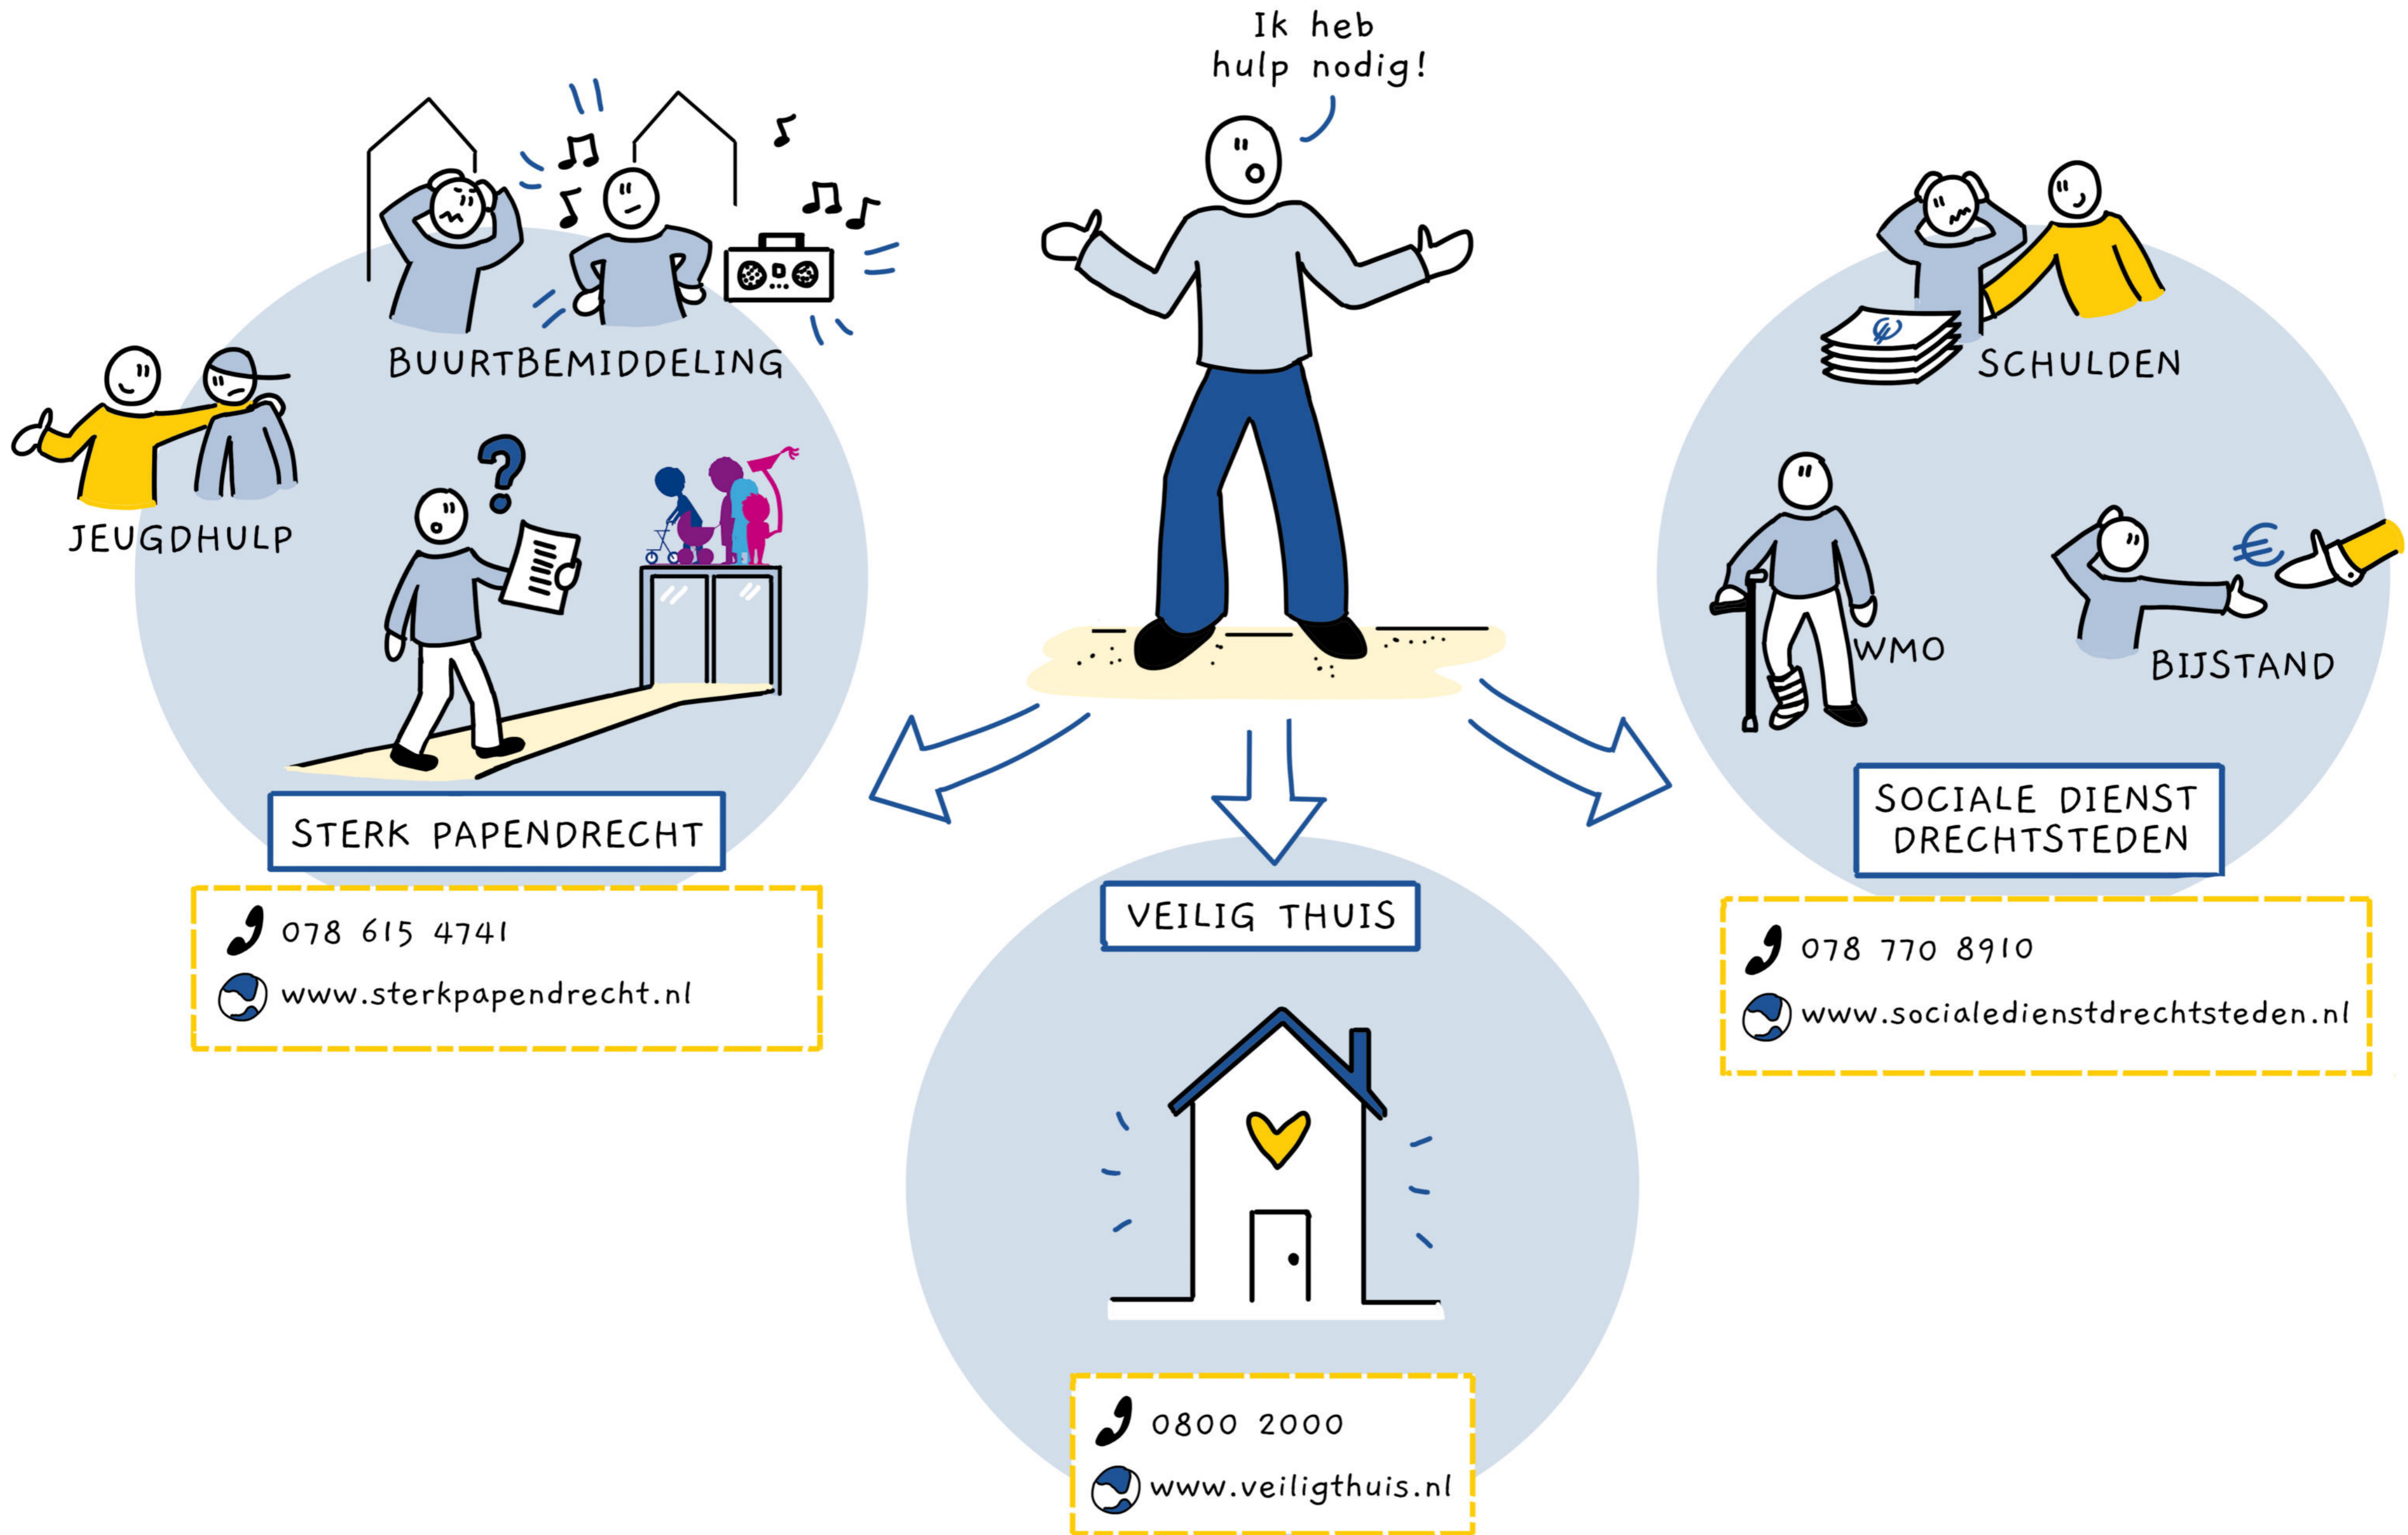 Ik heb
hulp nodig!
BUURTBEMIDDELING
JEUGDHULP
STERK PAPENDRECHT
078 615 4741
www.sterkpapendrecht.nl
VEILIG THUIS
0800 2000
www.veiligthuis.nl
SCHULDEN
WMO
BIJSTAND
SOCIALE DIENST
DRECHTSTEDEN
078 770 8910
www.socialedienstdrechtsteden.nl